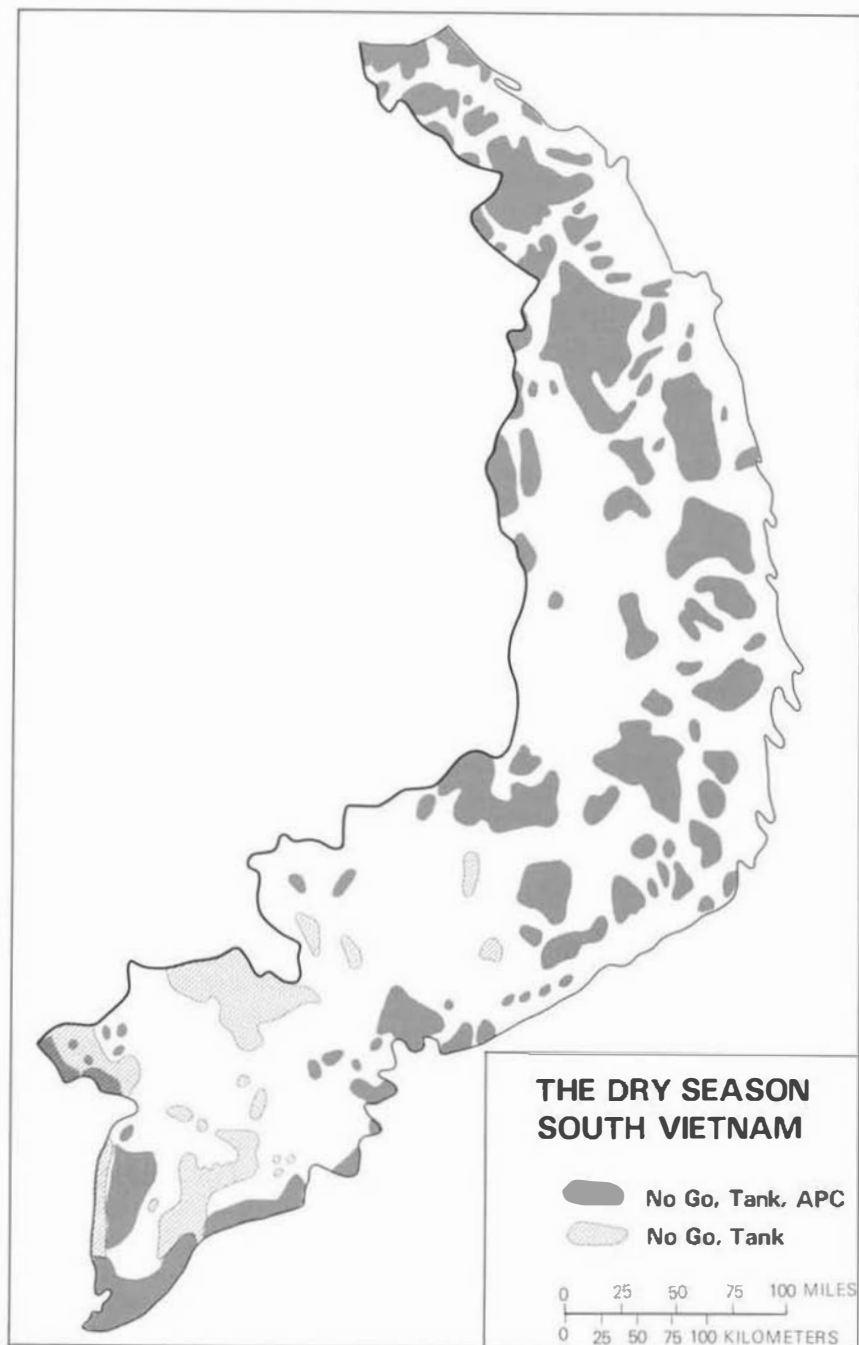 THE DRY SEASON
SOUTH VIETNAM
No Go, Tank, APC
No Go, Tank
0 25 50 75 100 MILES
0 25 50 75 100 KILOMETERS